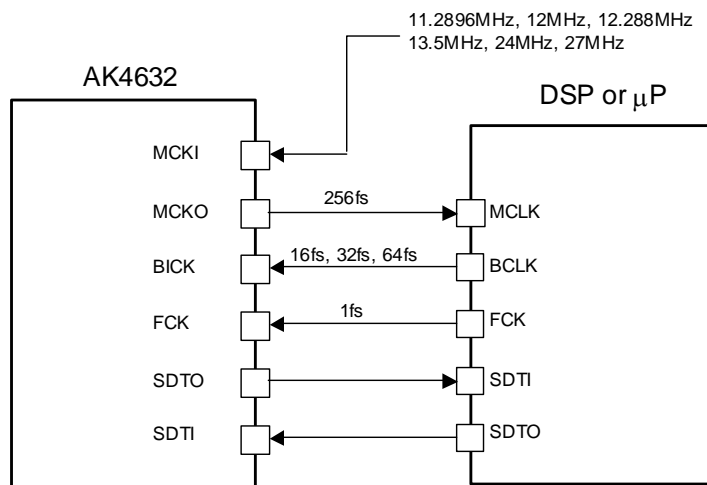 11.2896MHz, 12MHz, 12.288MHz
13.5MHz, 24MHz, 27MHz
AK4632
DSP or μP
MCKI
MCKO
256fs
MCLK
BICK
16fs, 32fs, 64fs
BCLK
FCK
1fs
FCK
SDTO
SDTI
SDTI
SDTO